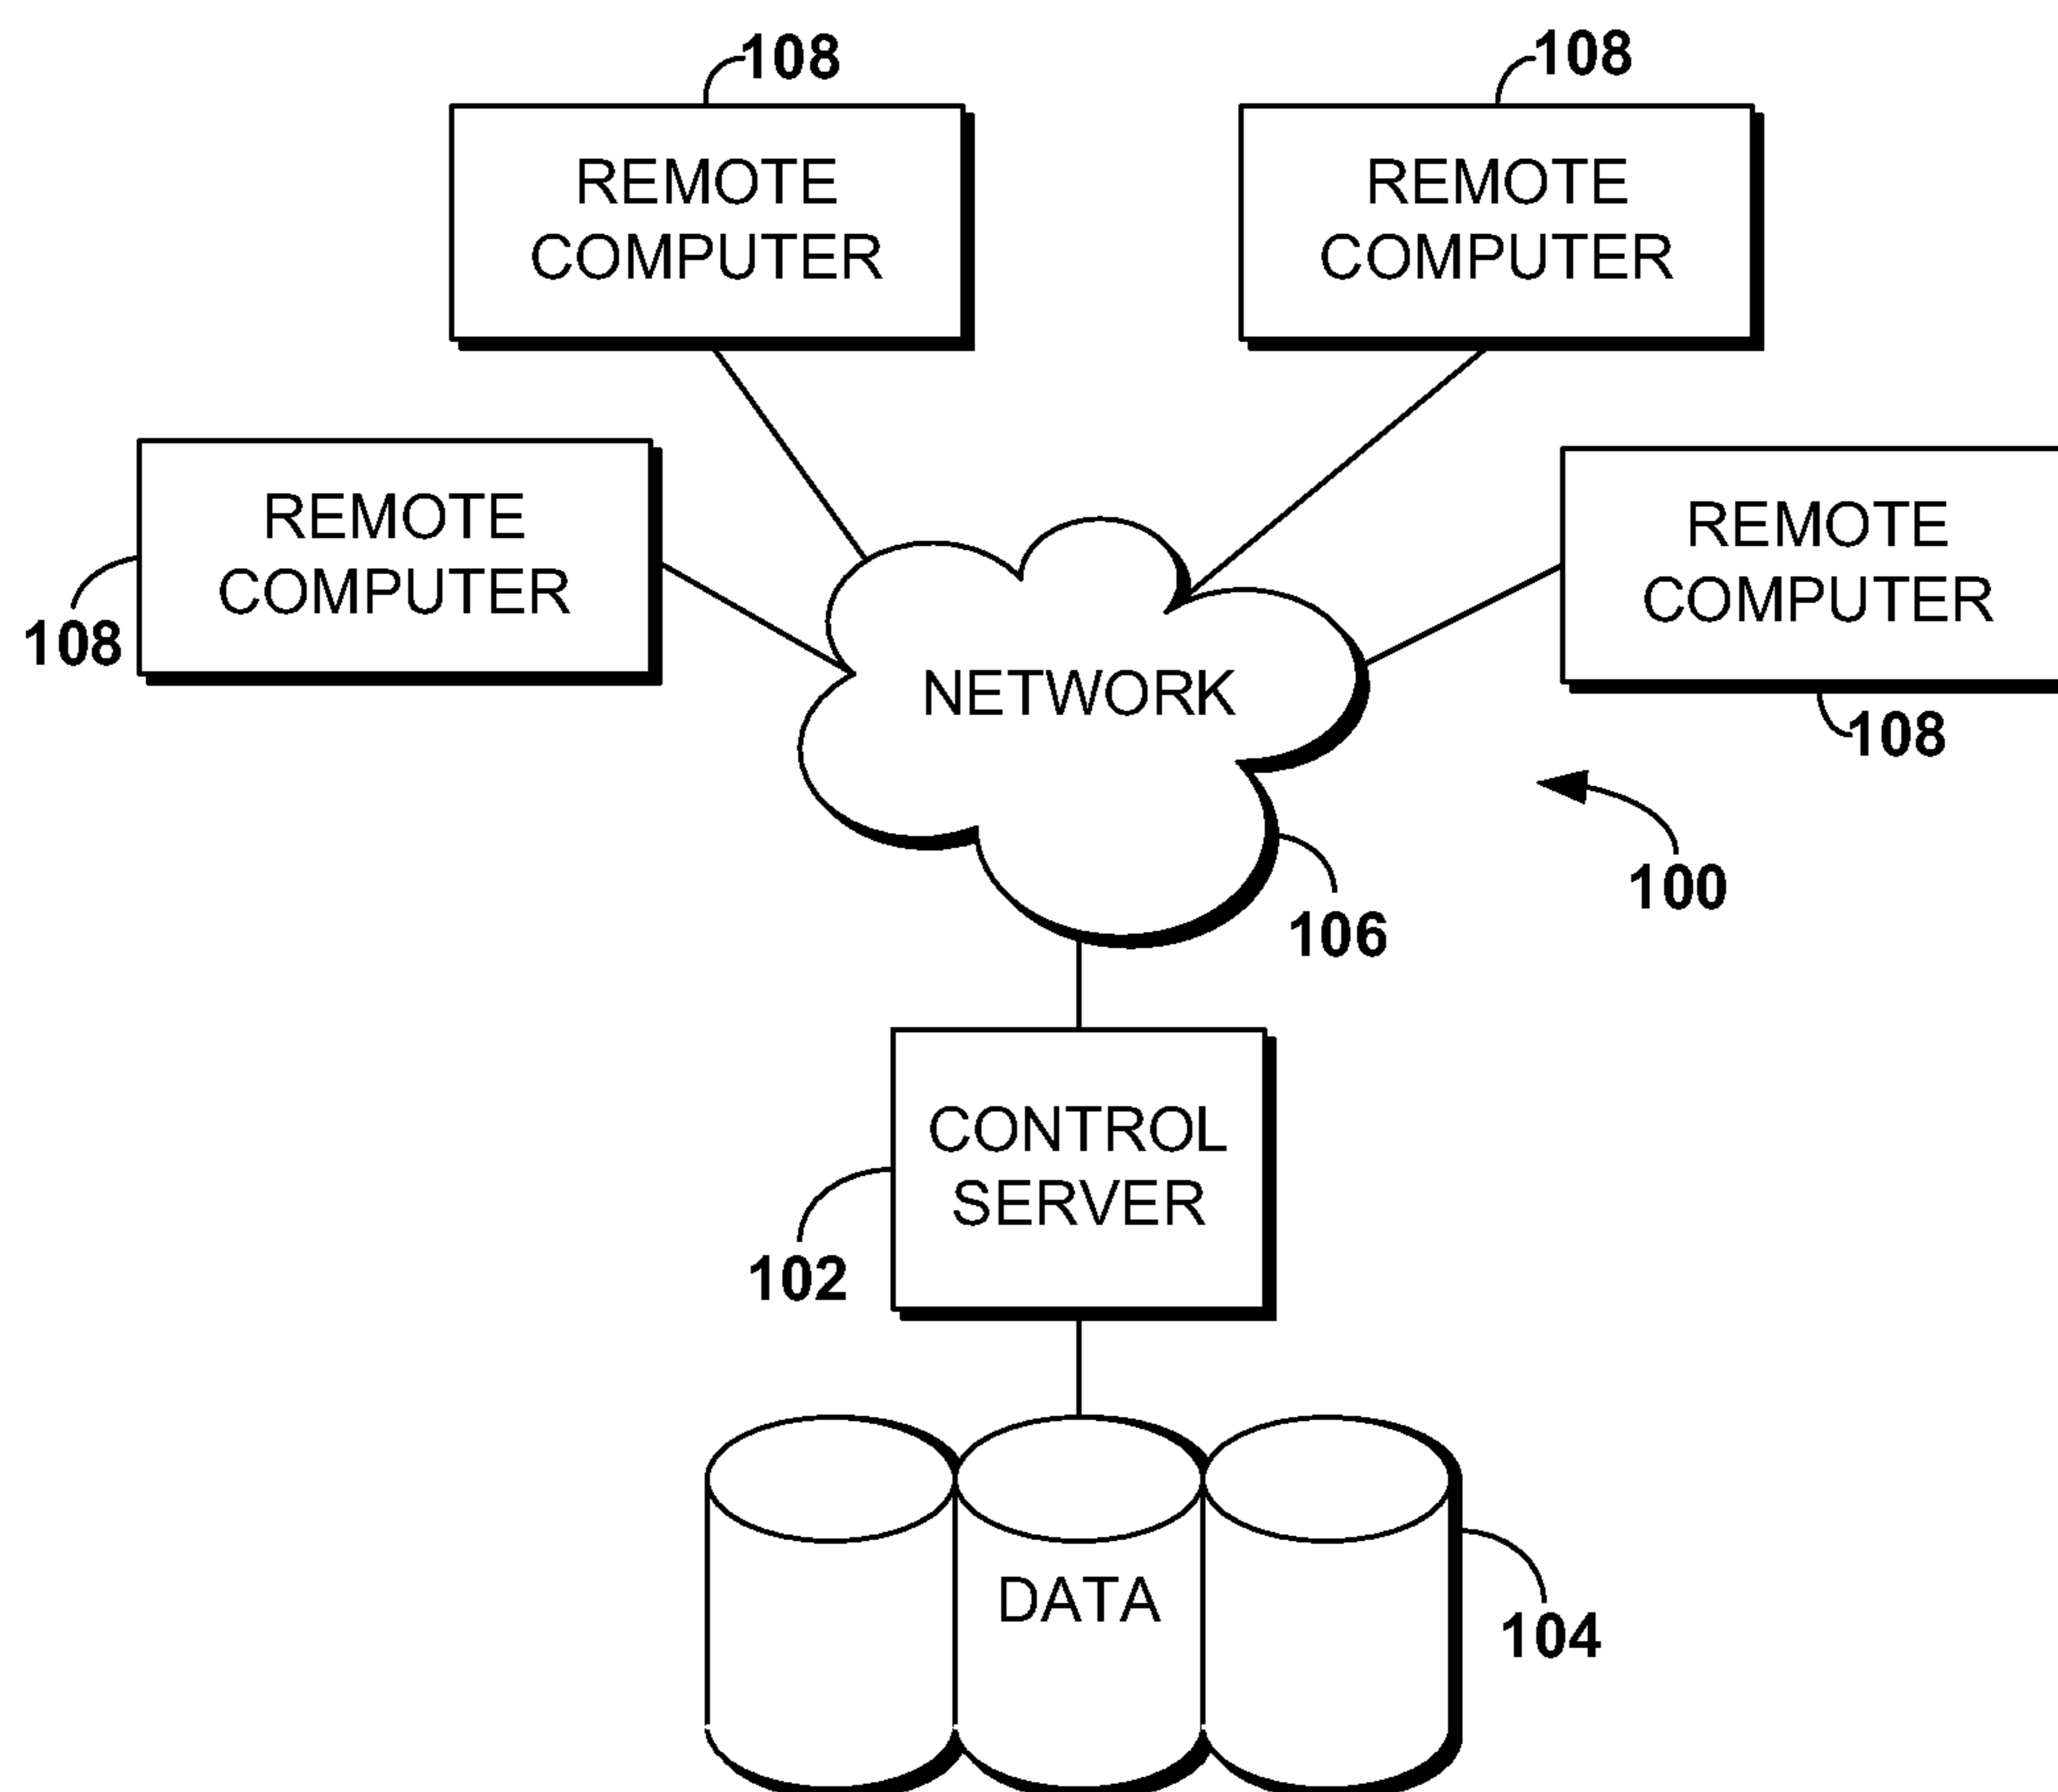 108
108
REMOTE
COMPUTER
REMOTE
COMPUTER
REMOTE
COMPUTER
108
REMOTE
COMPUTER
108
NETWORK
100
106
CONTROL
SERVER
102
DATA
104